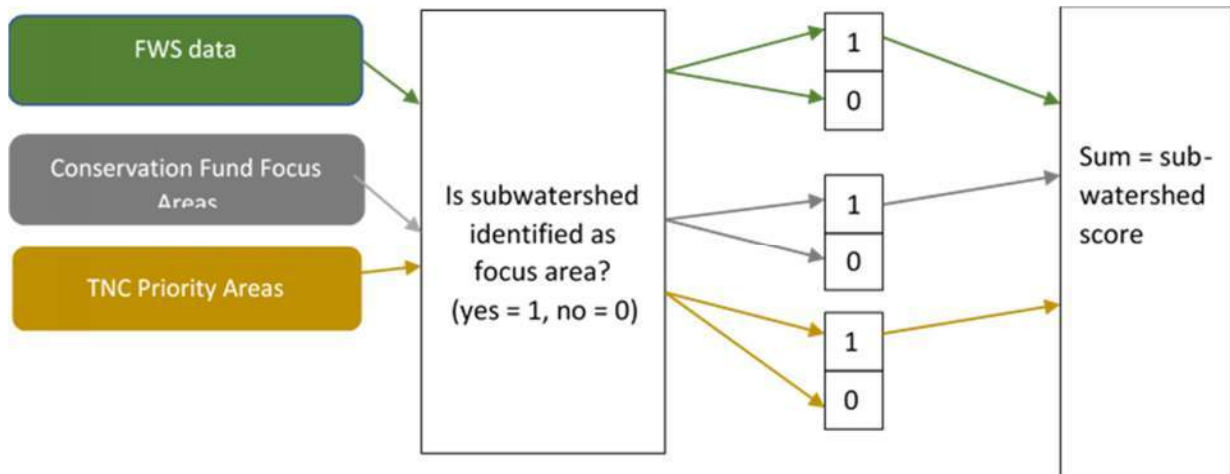 FWS data
Conservation Fund Focus
Areas
TNC Priority Areas
Is subwatershed
identified as
focus area?
(yes = 1, no = 0)
1
0
1
0
1
0
Sum = sub-
watershed
score